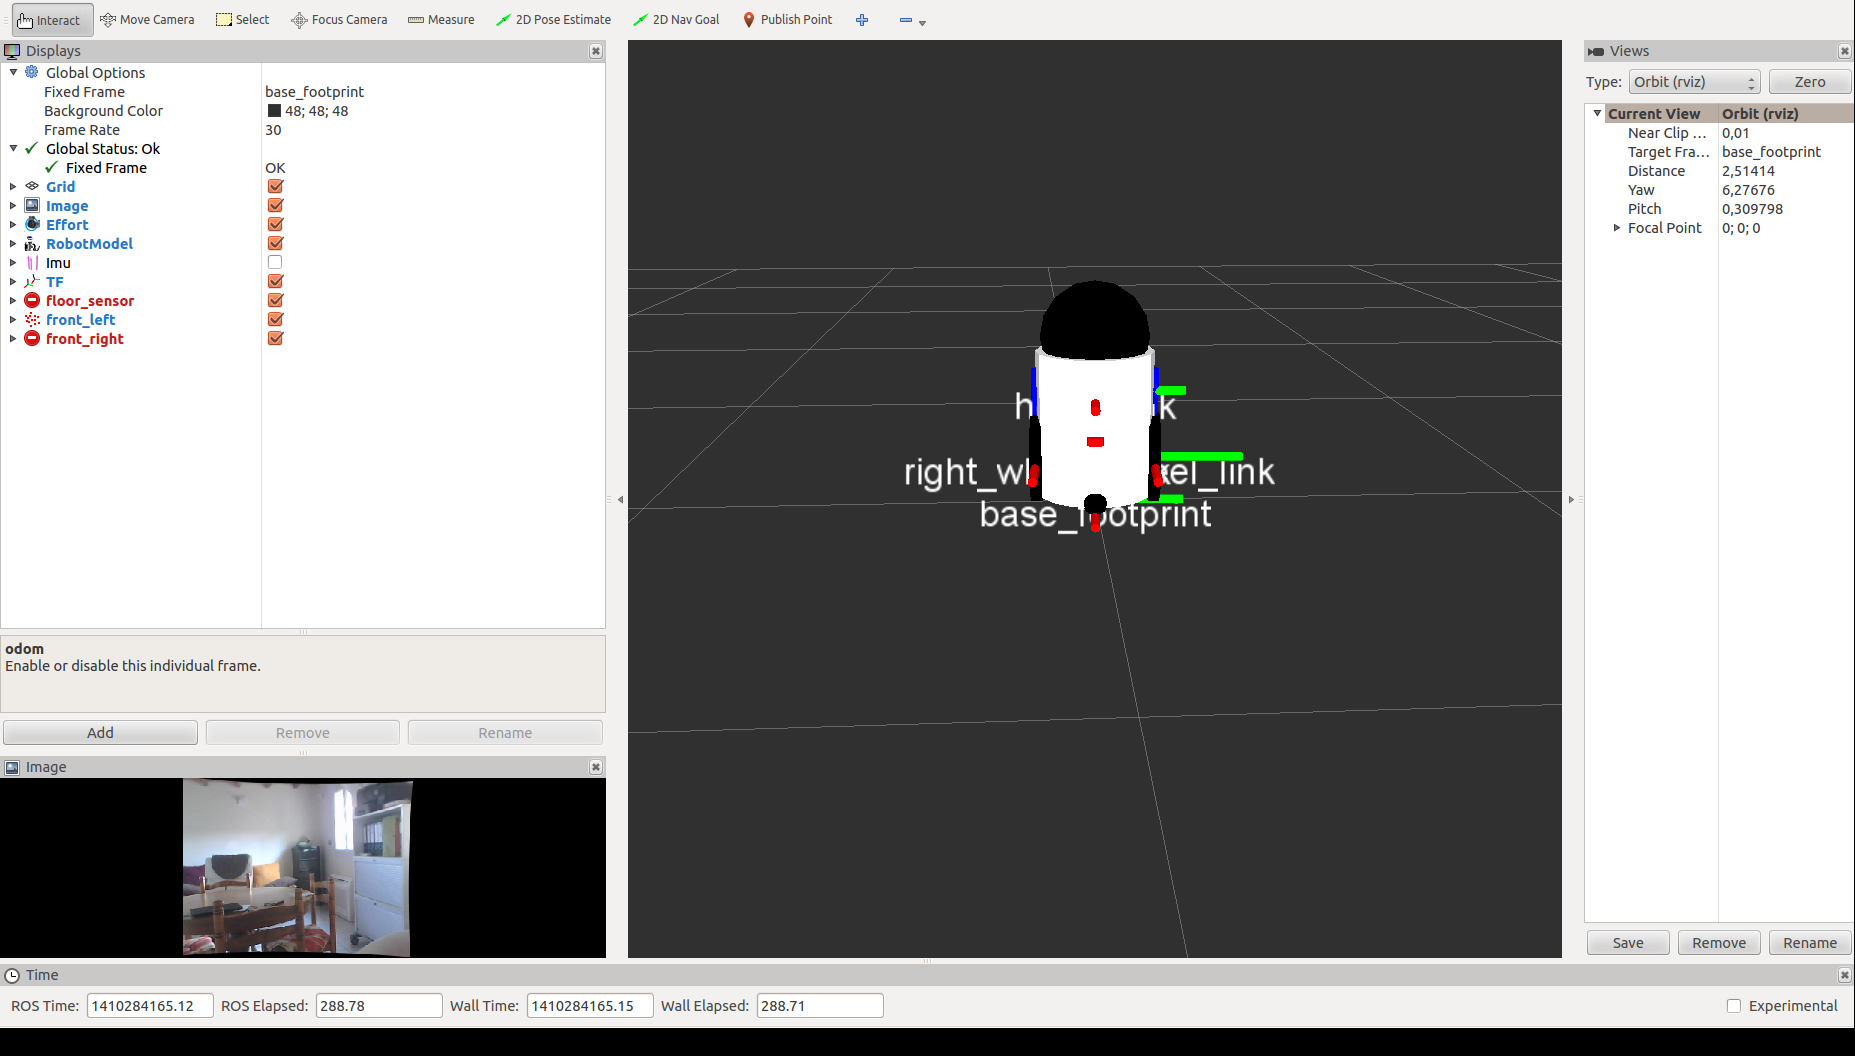 Interact Move Camera Select Focus Camera Measure 2D Pose Estimate 2D Nav Goal Publish Point
Displays
Global Options
Fixed Frame base_footprint
Background Color 48; 48; 48
Frame Rate 30
Global Status: Ok
Fixed Frame OK
Grid
Image
Effort
RobotModel
Imu
TF
floor_sensor
front_left
front_right
odom
Enable or disable this individual frame.
Add Remove Rename
Image
h k
right_wh xel_link
base_footprint
Views
Type: Orbit (rviz) Zero
Current View Orbit (rviz)
Near Clip ... 0,01
Target Fra... base_footprint
Distance 2,51414
Yaw 6,27676
Pitch 0,309798
Focal Point 0; 0; 0
Save Remove Rename
Time
ROS Time: 1410284165.12 ROS Elapsed: 288.78 Wall Time: 1410284165.15 Wall Elapsed: 288.71 Experimental